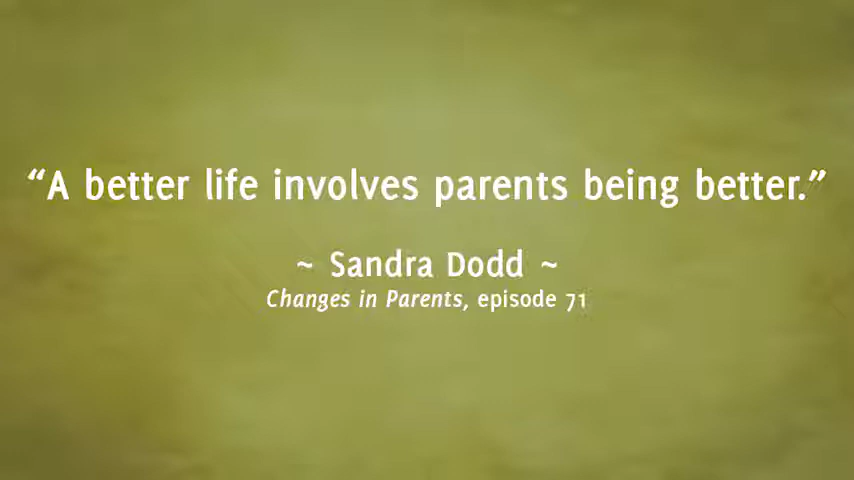 “A better life involves parents being better.”
~ Sandra Dodd ~
Changes in Parents, episode 71